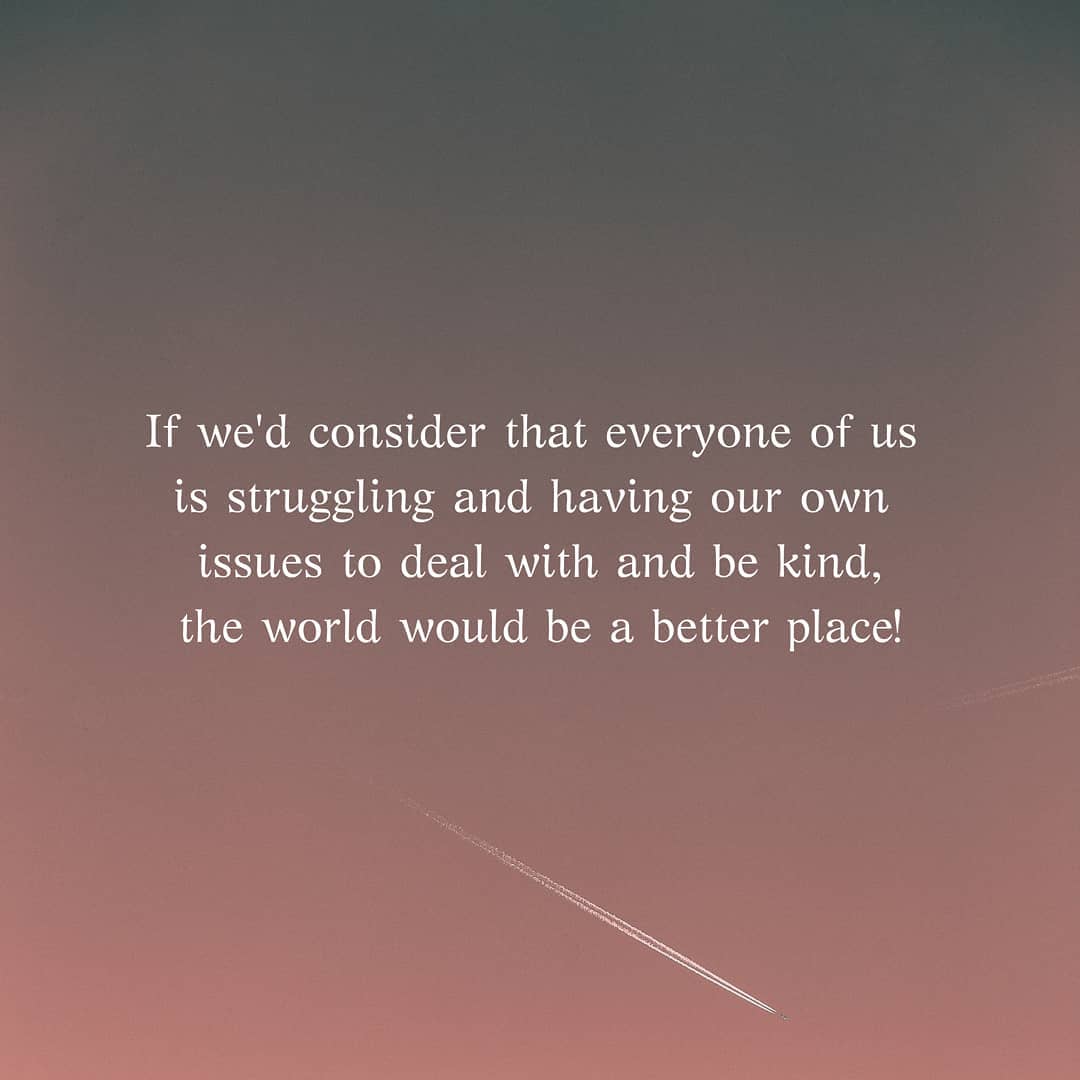 If we'd consider that everyone of us
is struggling and having our own
issues to deal with and be kind,
the world would be a better place!